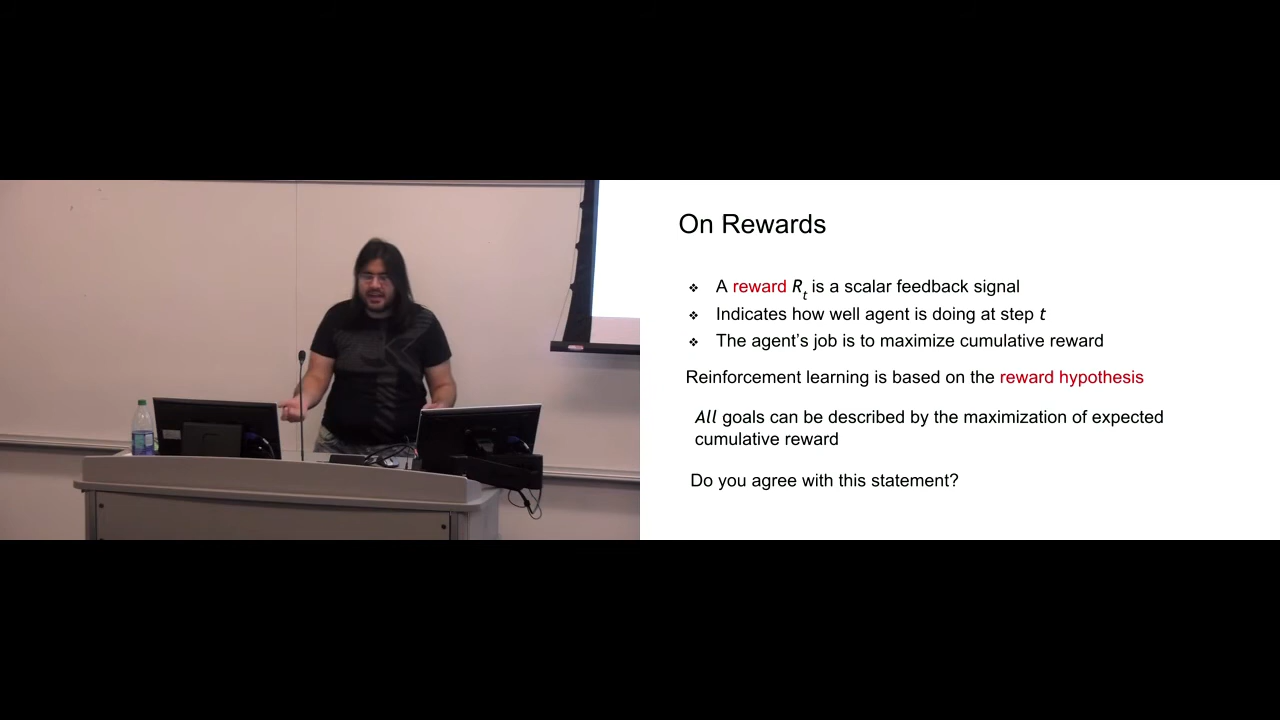 On Rewards
❖ A reward Rt is a scalar feedback signal
❖ Indicates how well agent is doing at step t
❖ The agent's job is to maximize cumulative reward
Reinforcement learning is based on the reward hypothesis
All goals can be described by the maximization of expected
cumulative reward
Do you agree with this statement?